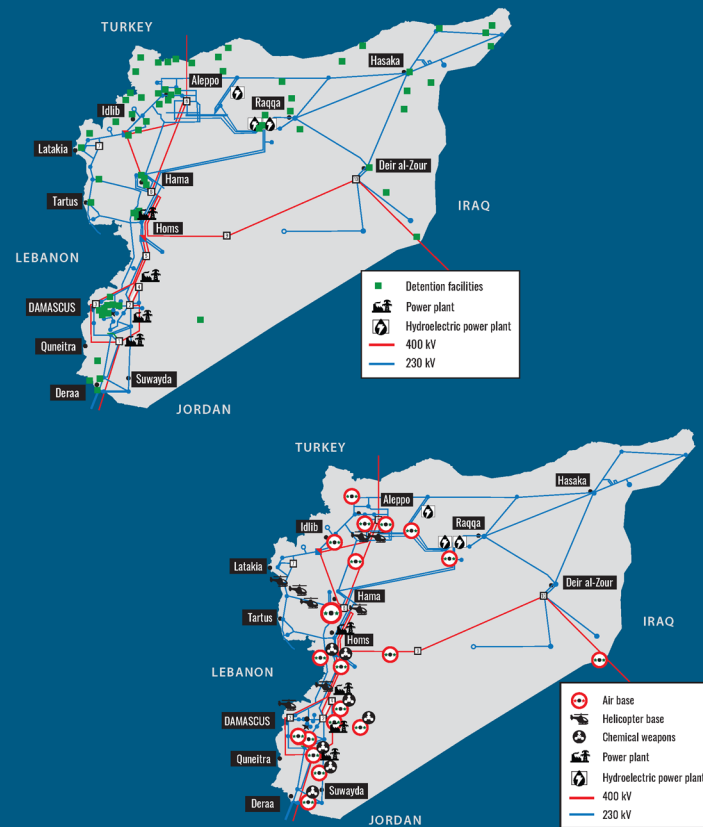 TURKEY
Hasaka
Aleppo
Raqqa
Idlib
Latakia
Deir al-Zour
Hama
Tartus
IRAQ
Homs
LEBANON
Detention facilities
Power plant
DAMASCUS
Hydroelectric power plant
400 kV
Quneitra
230 kV
Suwayda
Deraa
JORDAN
TURKEY
Hasaka
Aleppo
Raqqa
Idlib
Latakia
Deir al-Zour
Hama
Tartus
IRAQ
Homs
LEBANON
Air base
Helicopter base
DAMASCUS
Chemical weapons
Power plant
Quneitra
Hydroelectric power plant
400 kV
Suwayda
Deraa
230 kV
JORDAN